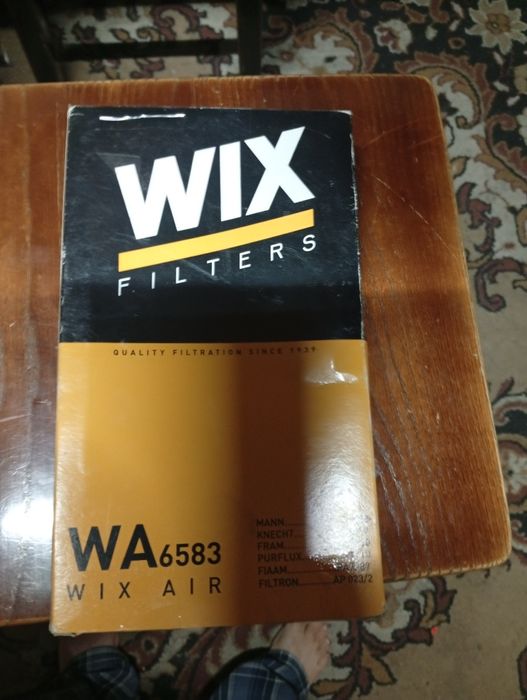 WIX
FILTERS
QUALITY FILTRATION SINCE 1939
WA6583
WIX AIR
MANN
KNECHT
FRAM
PURFLUX
FIAAM
FILTRON............AP 023/2